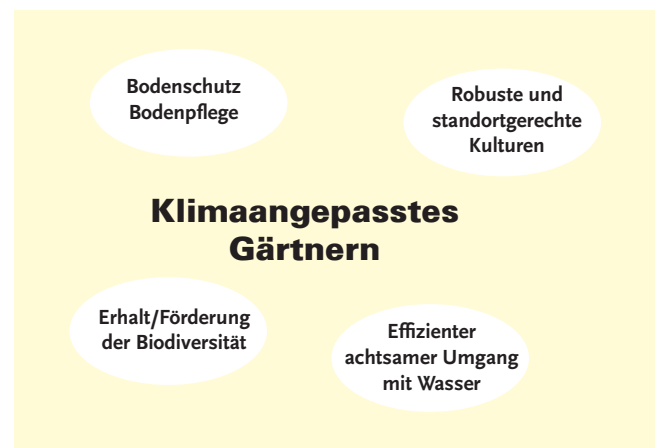 Bodenschutz
Bodenpflege
Robuste und
standortgerechte
Kulturen
Klimaangepasstes
Gärtnern
Erhalt/Förderung
der Biodiversität
Effizienter
achtsamer Umgang
mit Wasser